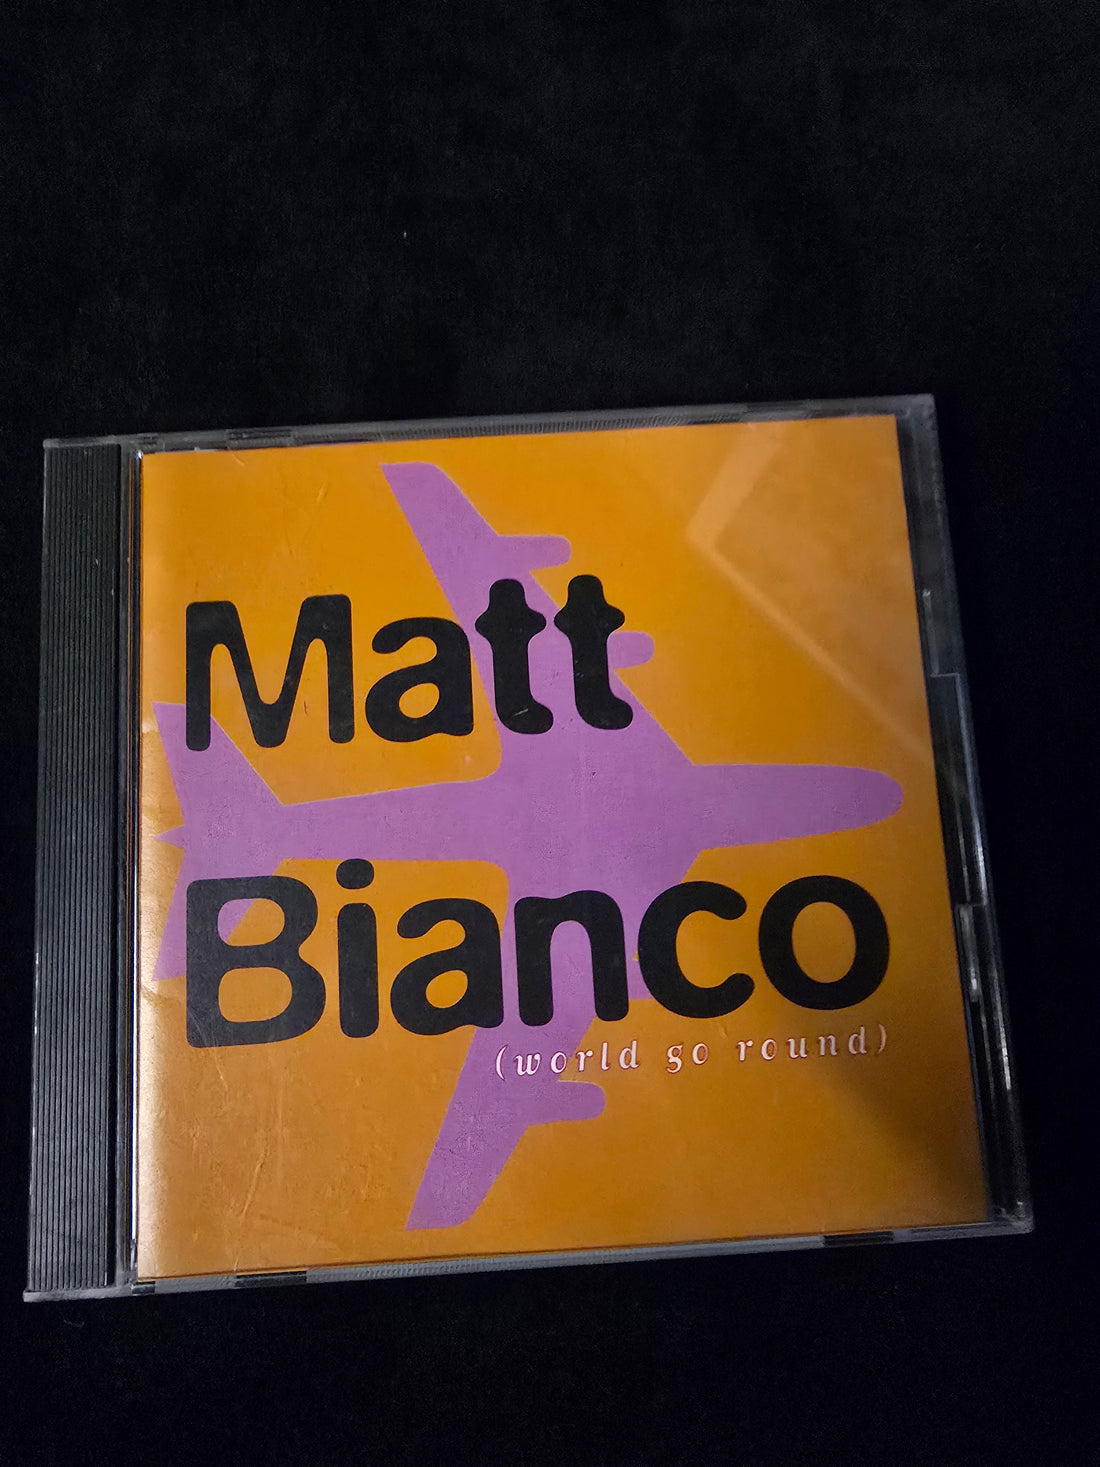 Matt
Bianco
(world go round)